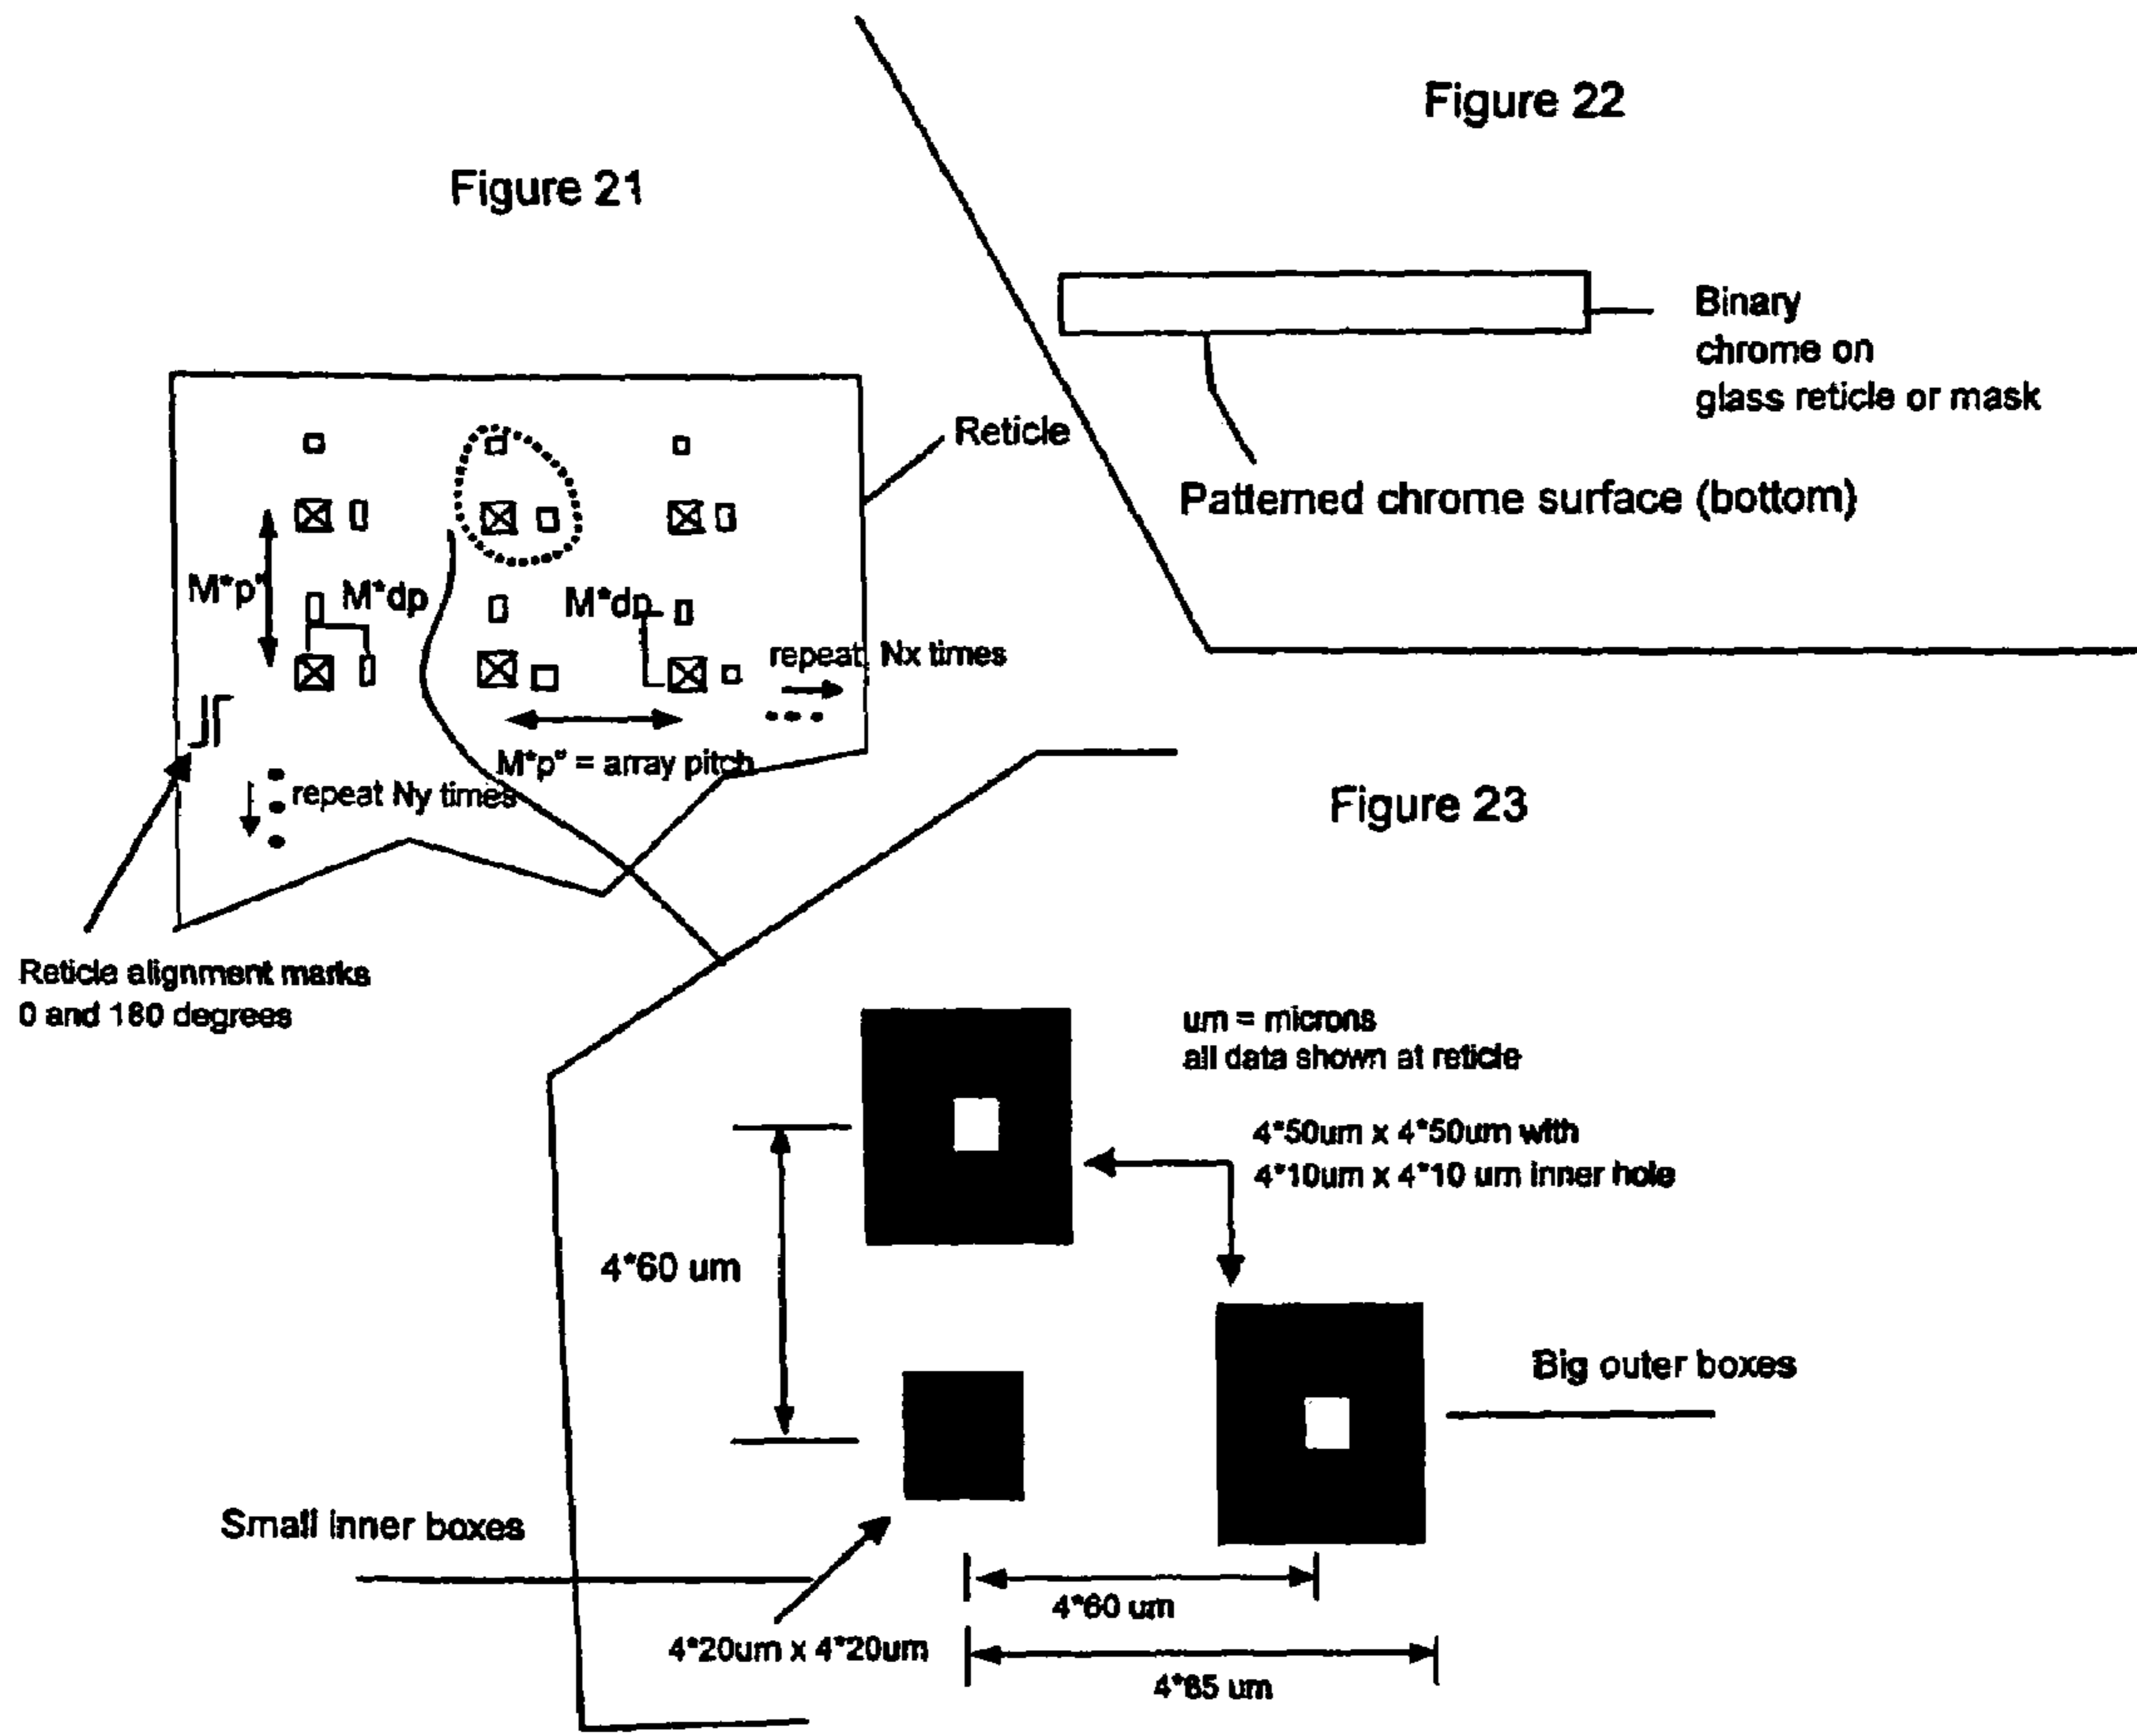 Figure 21
Reticle
M*p"
M*dp
M*dp
repeat Nx times
M*p" = array pitch
repeat Ny times
Reticle alignment marks
0 and 180 degrees
Figure 22
Binary
chrome on
glass reticle or mask
Patterned chrome surface (bottom)
Figure 23
um = microns
all data shown at reticle
4*50um x 4*50um with
4*10um x 4*10 um inner hole
4*60 um
Big outer boxes
Small inner boxes
4*60 um
4*20um x 4*20um
4*85 um